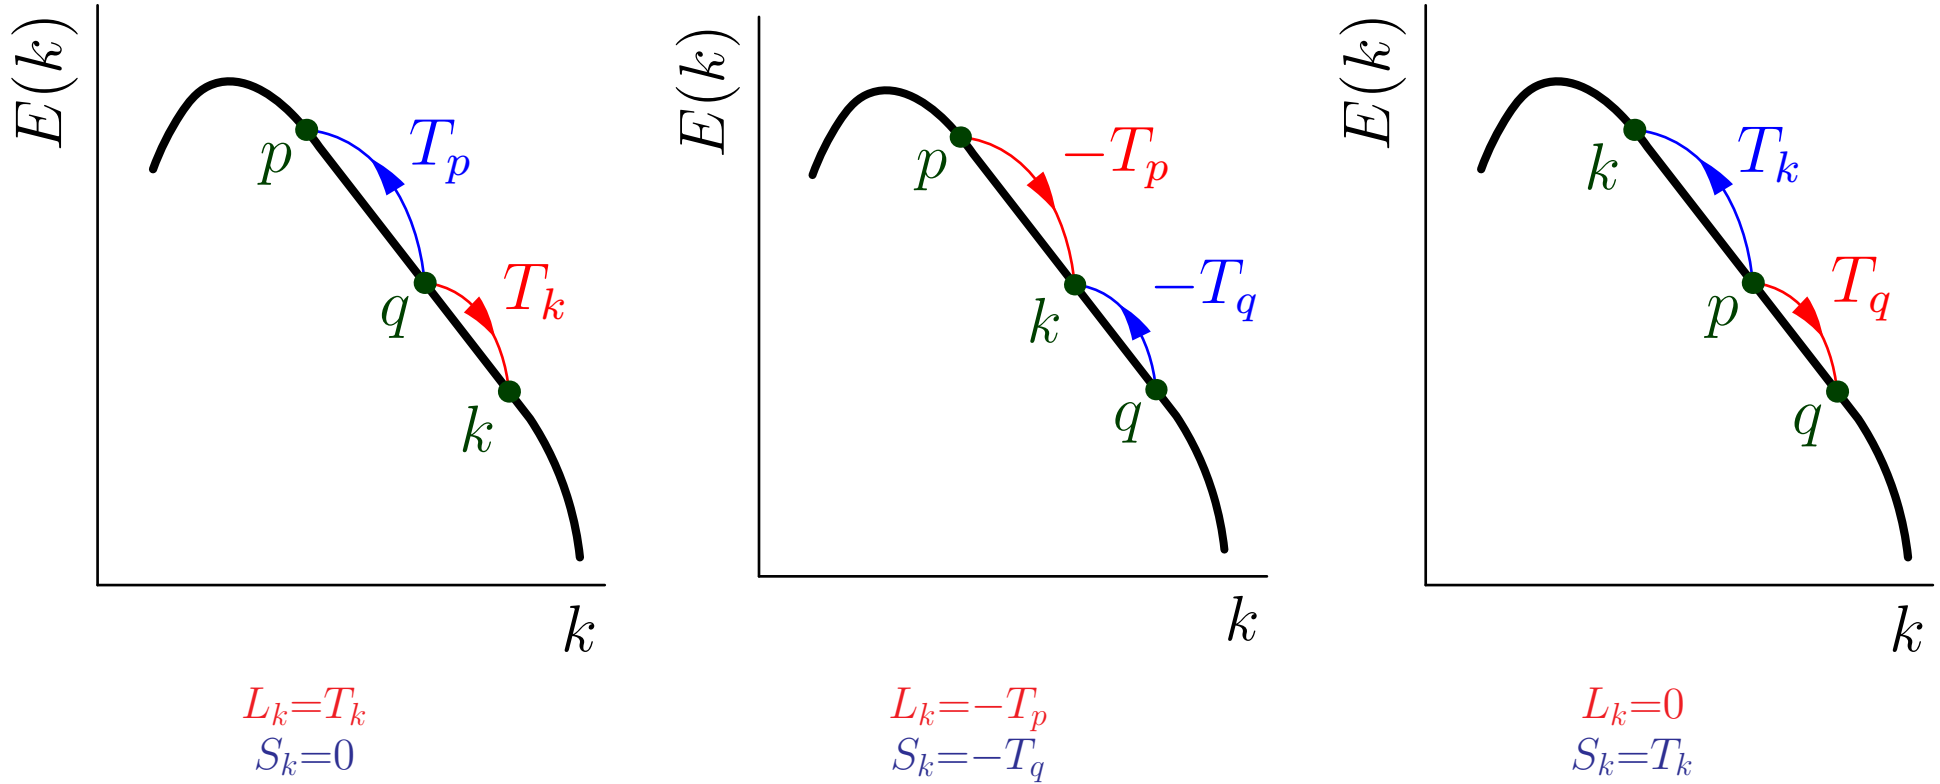 E(k)
p
T_p
q
T_k
k
k
L_k=T_k
S_k=0
E(k)
p
−T_p
k
−T_q
q
k
L_k=−T_p
S_k=−T_q
E(k)
k
T_k
p
T_q
q
k
L_k=0
S_k=T_k